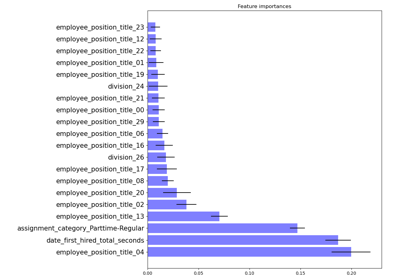 Feature importances
employee_position_title_23
employee_position_title_12
employee_position_title_22
employee_position_title_01
employee_position_title_19
division_24
employee_position_title_21
employee_position_title_00
employee_position_title_29
employee_position_title_06
employee_position_title_16
division_26
employee_position_title_17
employee_position_title_08
employee_position_title_20
employee_position_title_02
employee_position_title_13
assignment_category_Parttime-Regular
date_first_hired_total_seconds
employee_position_title_04
0.00 0.05 0.10 0.15 0.20